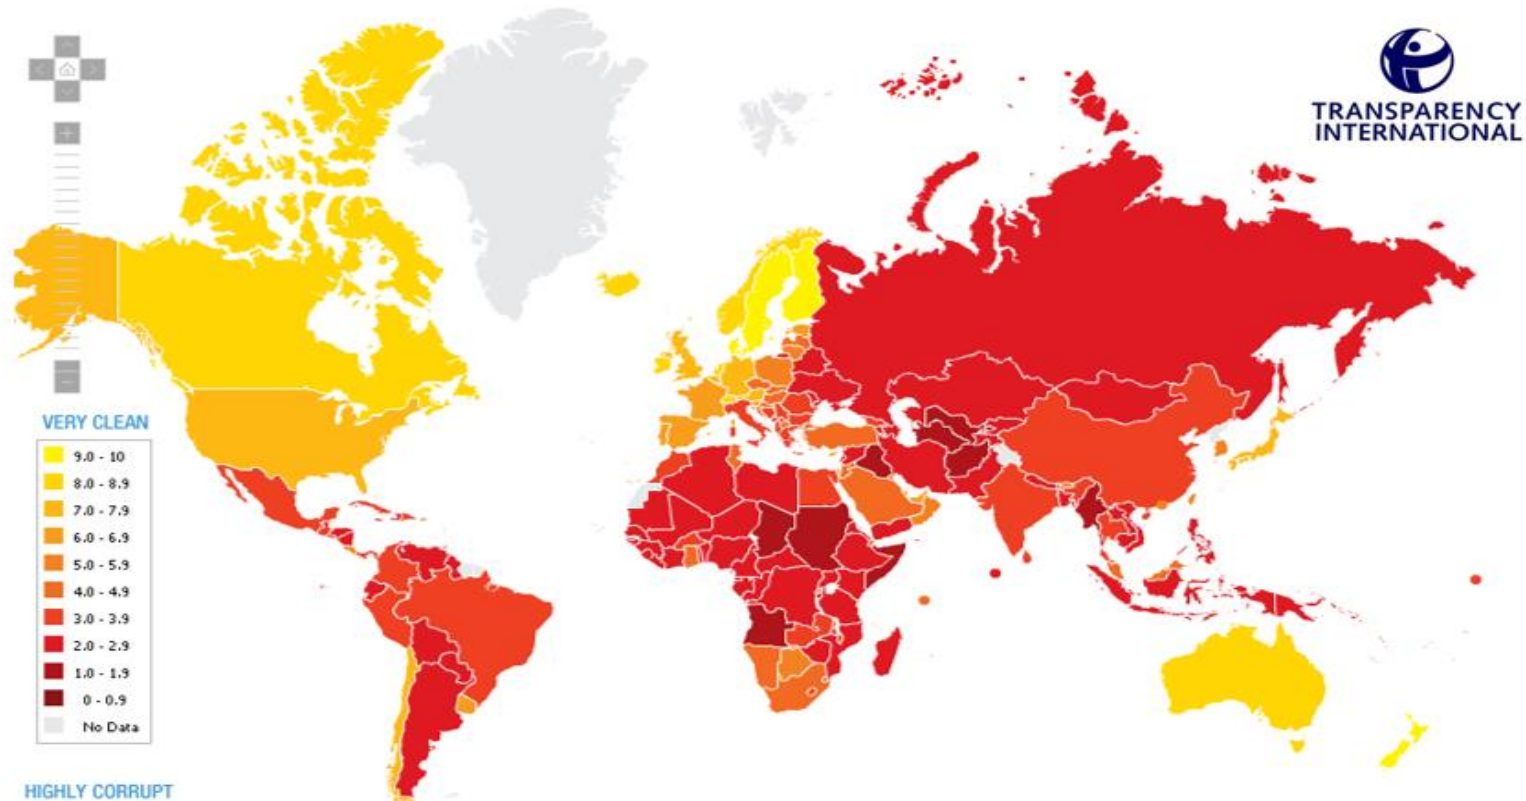 TRANSPARENCY
INTERNATIONAL
VERY CLEAN
9.0 - 10
8.0 - 8.9
7.0 - 7.9
6.0 - 6.9
5.0 - 5.9
4.0 - 4.9
3.0 - 3.9
2.0 - 2.9
1.0 - 1.9
0 - 0.9
No Data
HIGHLY CORRUPT